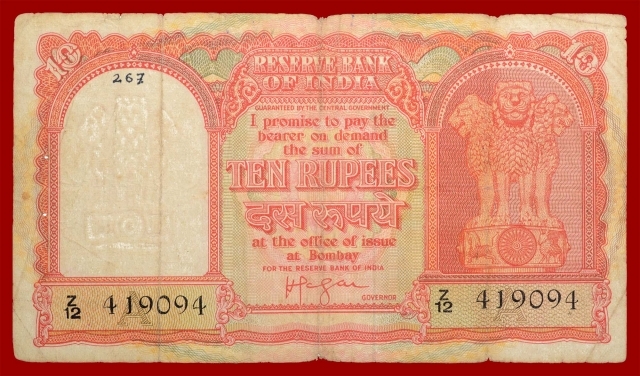 10
10
267
RESERVE BANK
OF INDIA
GUARANTEED BY THE CENTRAL GOVERNMENT
I promise to pay the
bearer on demand
the sum of
TEN RUPEES
दस रूपये
at the office of issue
at Bombay
FOR THE RESERVE BANK OF INDIA
GOVERNOR
Z/12 419094
A
Z/12 419094
A